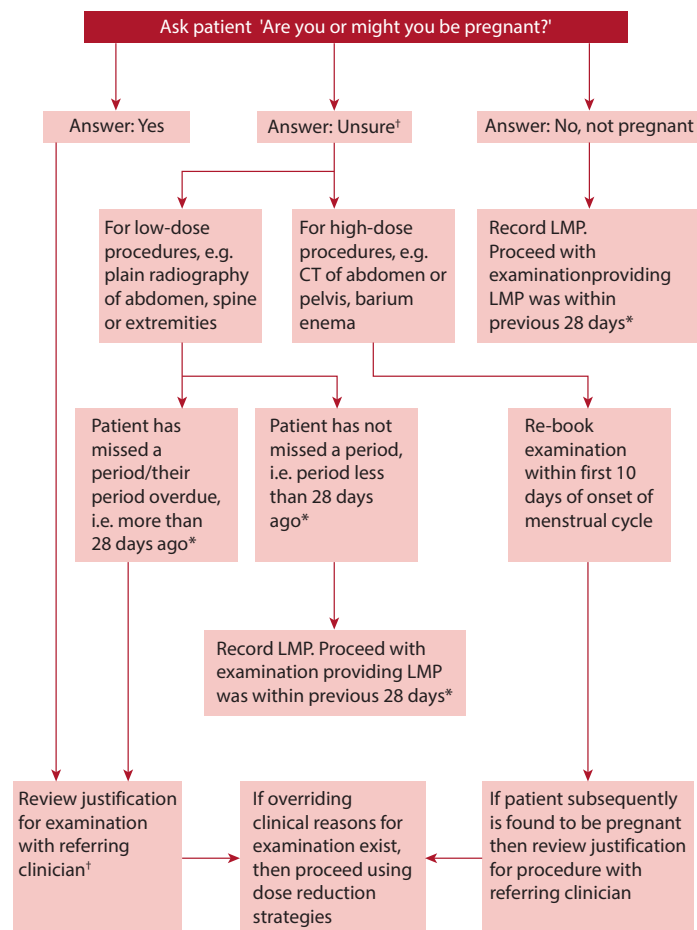 Ask patient 'Are you or might you be pregnant?'
Answer: Yes
Answer: Unsure†
Answer: No, not pregnant
For low-dose
procedures, e.g.
plain radiography
of abdomen, spine
or extremities
For high-dose
procedures, e.g.
CT of abdomen or
pelvis, barium
enema
Record LMP.
Proceed with
examinationproviding
LMP was within
previous 28 days*
Patient has
missed a
period/their
period overdue,
i.e. more than
28 days ago*
Patient has not
missed a period,
i.e. period less
than 28 days
ago*
Re-book
examination
within first 10
days of onset of
menstrual cycle
Record LMP. Proceed with
examination providing LMP
was within previous 28 days*
Review justification
for examination
with referring
clinician†
If overriding
clinical reasons for
examination exist,
then proceed using
dose reduction
strategies
If patient subsequently
is found to be pregnant
then review justification
for procedure with
referring clinician